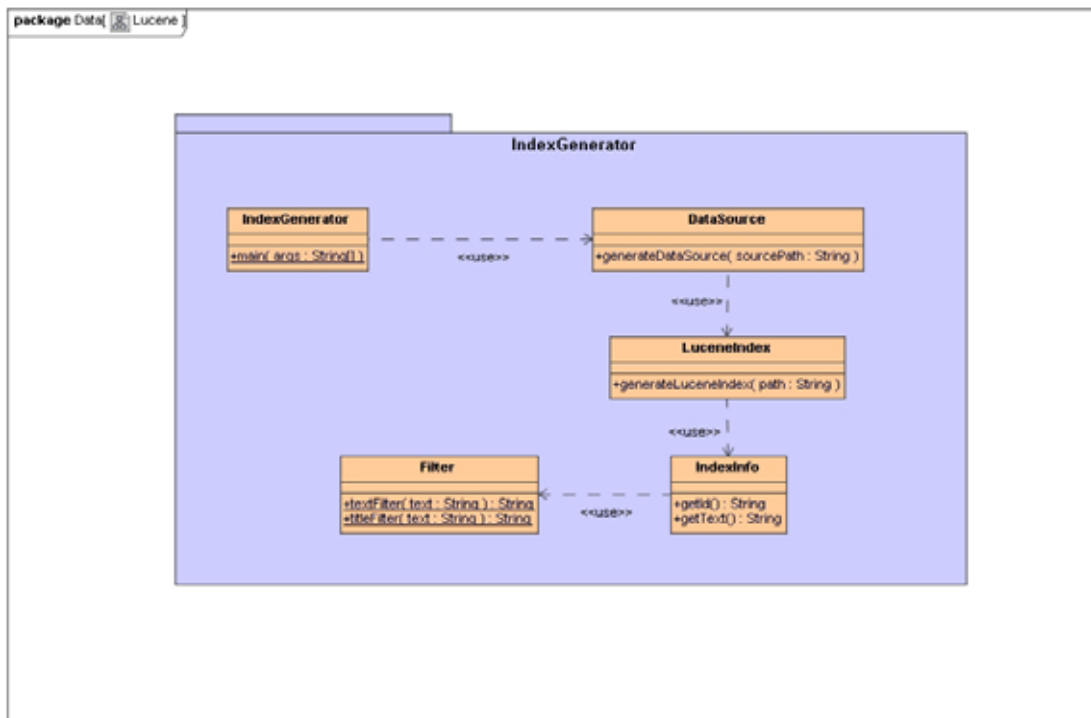 package Data[ Lucene ]
IndexGenerator
IndexGenerator
+main( args : String[] )
<<use>>
DataSource
+generateDataSource( sourcePath : String )
<<use>>
LuceneIndex
+generateLuceneIndex( path : String )
<<use>>
Filter
+textFilter( text : String ) : String
+titleFilter( text : String ) : String
<<use>>
IndexInfo
+getId() : String
+getText() : String